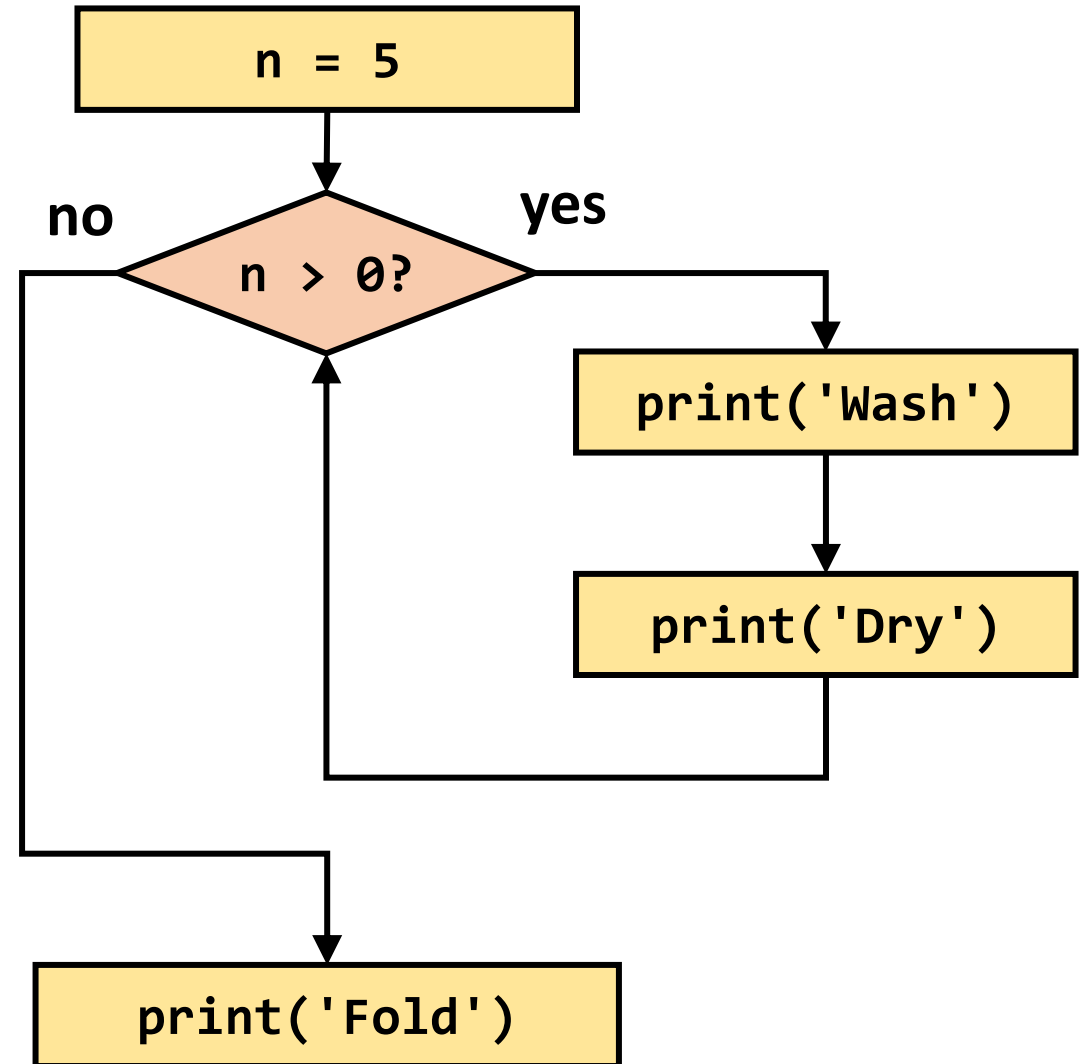 n = 5
no
yes
n > 0?
print('Wash')
print('Dry')
print('Fold')